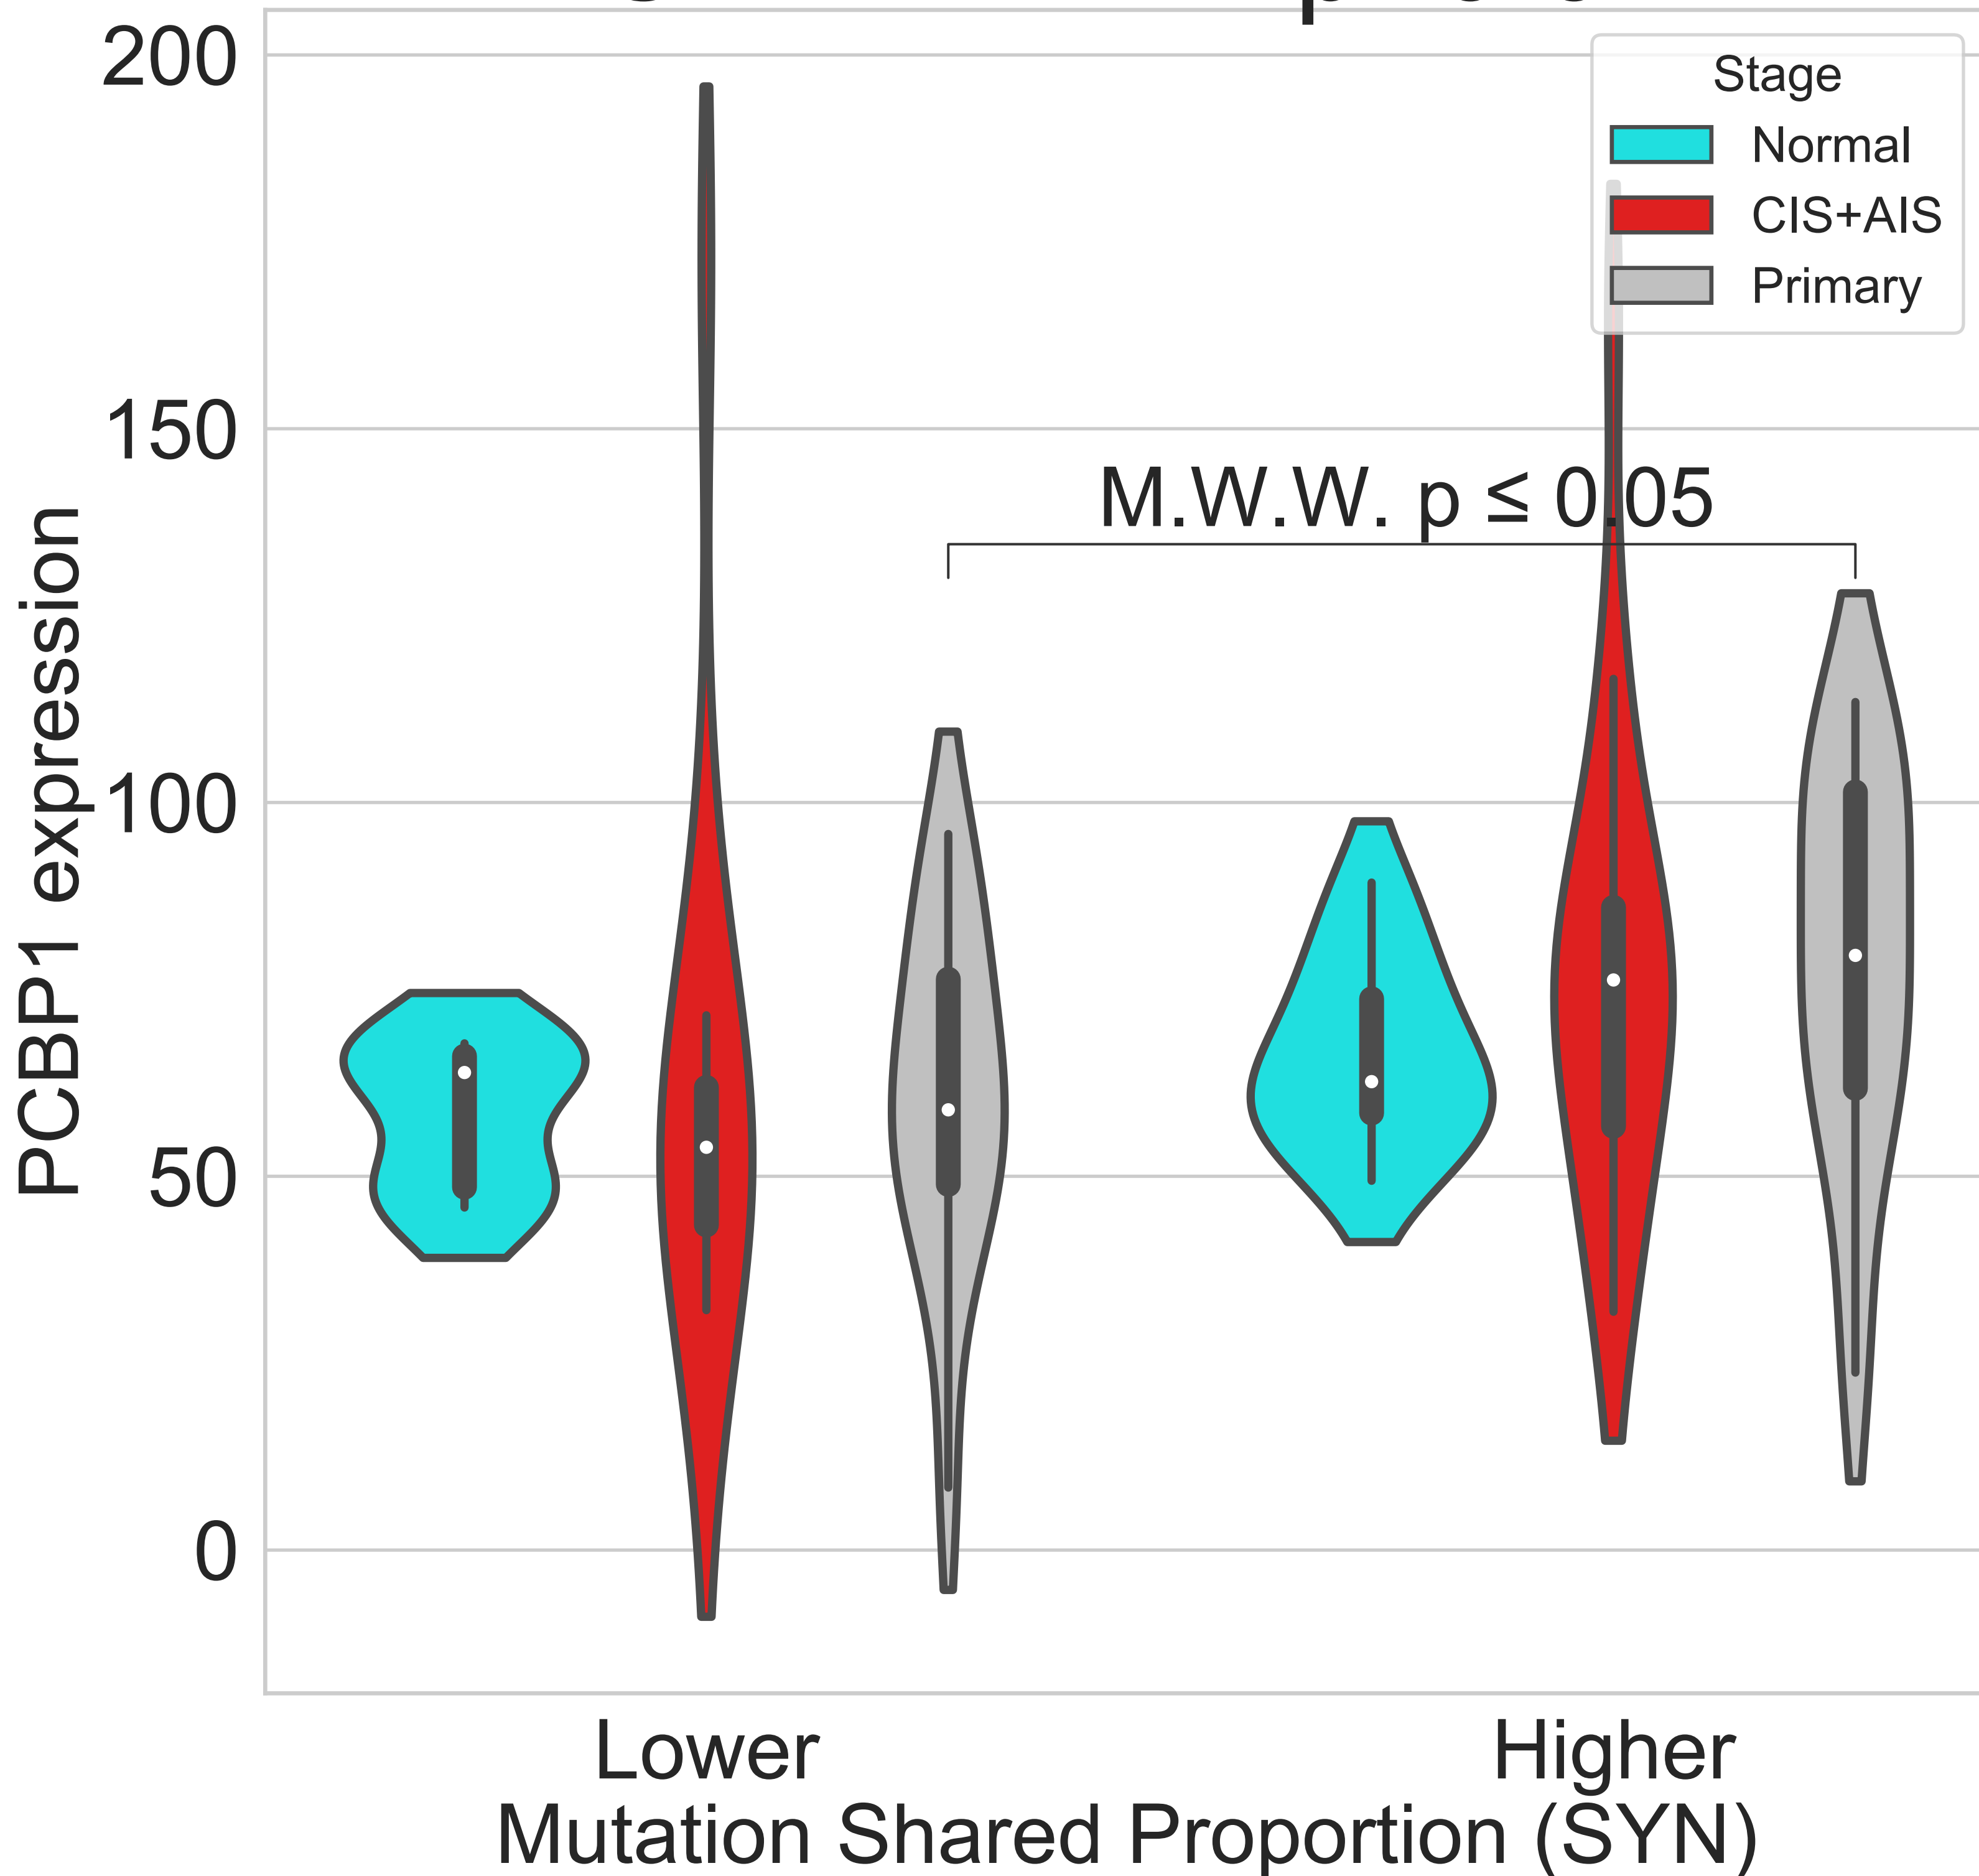 200
Stage
Normal
CIS+AIS
Primary
150
M.W.W. p ≤ 0.05
PCBP1 expression
100
50
0
Lower
Higher
Mutation Shared Proportion (SYN)